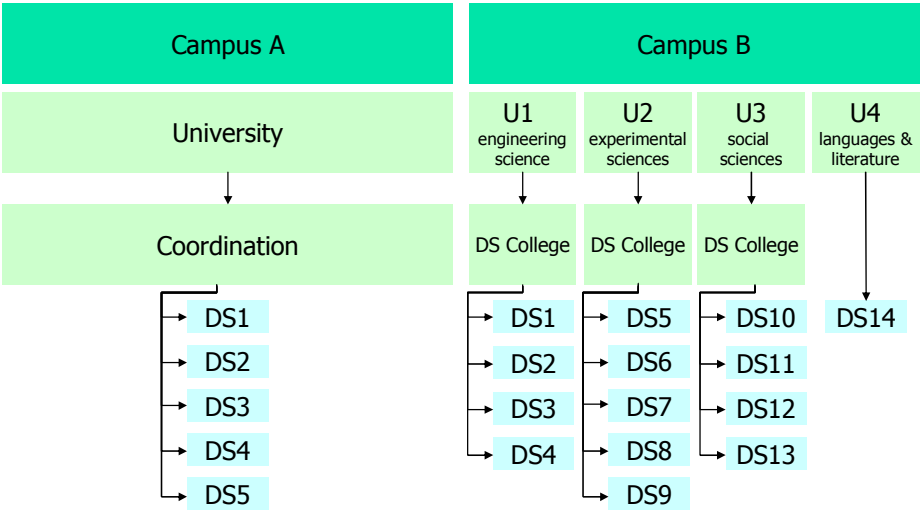 Campus A
Campus B
University
U1
engineering
science
U2
experimental
sciences
U3
social
sciences
U4
languages &
literature
Coordination
DS College
DS College
DS College
DS1
DS2
DS3
DS4
DS5
DS1
DS2
DS3
DS4
DS5
DS6
DS7
DS8
DS9
DS10
DS11
DS12
DS13
DS14